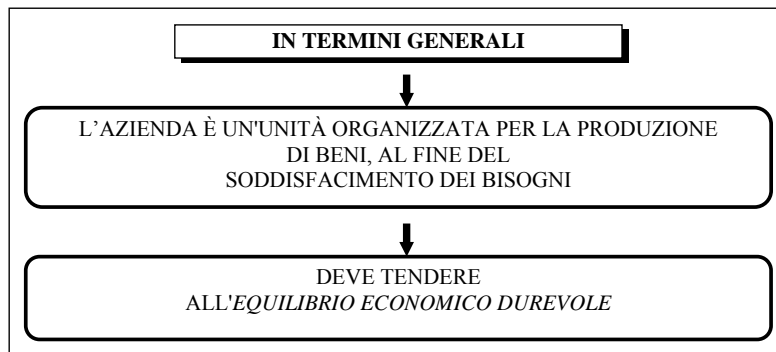 IN TERMINI GENERALI
L’AZIENDA È UN'UNITÀ ORGANIZZATA PER LA PRODUZIONE
DI BENI, AL FINE DEL
SODDISFACIMENTO DEI BISOGNI
DEVE TENDERE
ALL'EQUILIBRIO ECONOMICO DUREVOLE